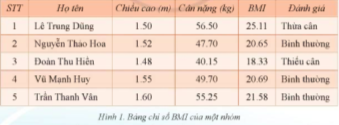 STT Họ tên Chiều cao (m) Cân nặng (kg) BMI Đánh giá
1 Lê Trung Dũng 1.50 56.50 25.11 Thừa cân
2 Nguyễn Thảo Hoa 1.52 47.70 20.65 Bình thường
3 Đoàn Thu Hiền 1.48 40.15 18.33 Thiếu cân
4 Vũ Mạnh Huy 1.55 49.70 20.69 Bình thường
5 Trần Thanh Vân 1.60 55.25 21.58 Bình thường
Hình 1. Bảng chỉ số BMI của một nhóm